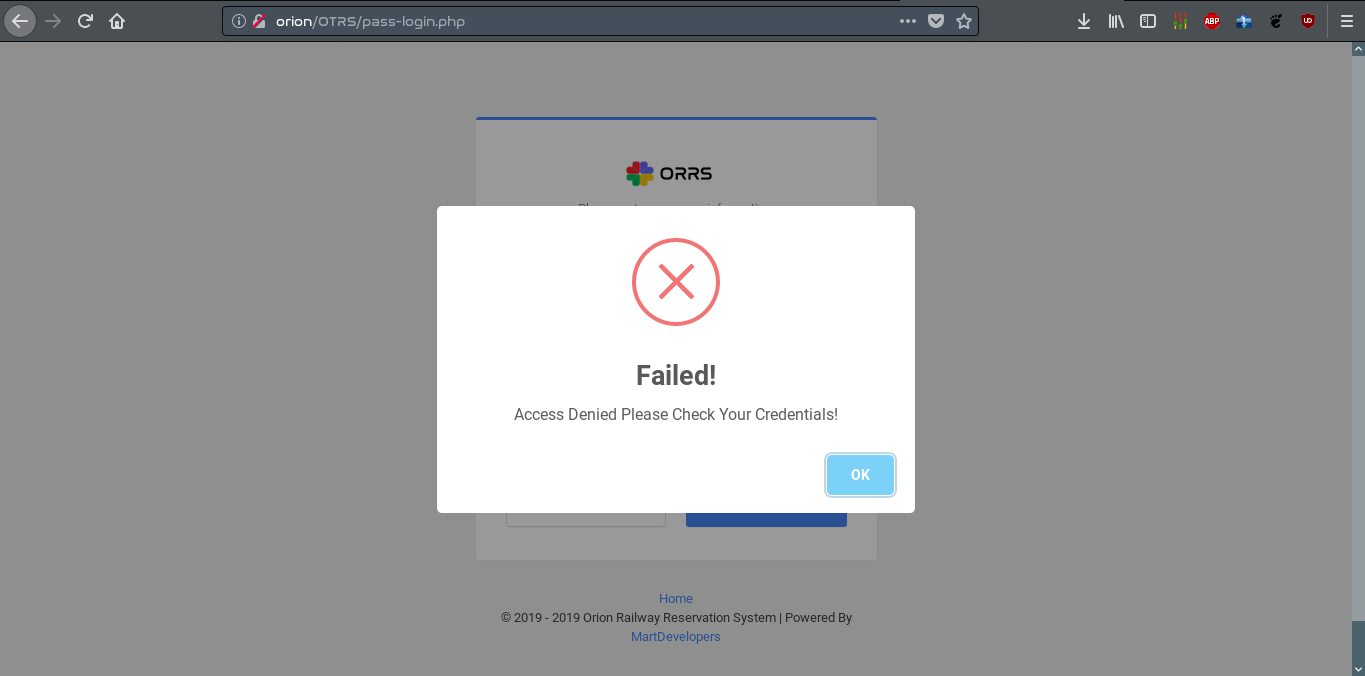 orion/OTRS/pass-login.php
ABP
UO
ORRS
Failed!
Access Denied Please Check Your Credentials!
OK
Home
© 2019 - 2019 Orion Railway Reservation System | Powered By
MartDevelopers